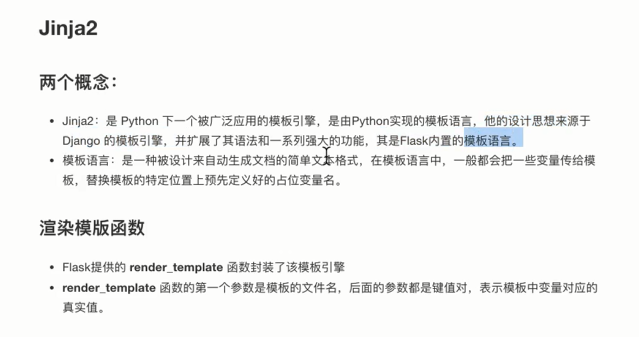 Jinja2
两个概念：
• Jinja2：是 Python 下一个被广泛应用的模板引擎，是由Python实现的模板语言，他的设计思想来源于
Django 的模板引擎，并扩展了其语法和一系列强大的功能，其是Flask内置的模板语言。
• 模板语言：是一种被设计来自动生成文档的简单文本格式，在模板语言中，一般都会把一些变量传给模
板，替换模板的特定位置上预先定义好的占位变量名。
渲染模版函数
• Flask提供的 render_template 函数封装了该模板引擎
• render_template 函数的第一个参数是模板的文件名，后面的参数都是键值对，表示模板中变量对应的
真实值。